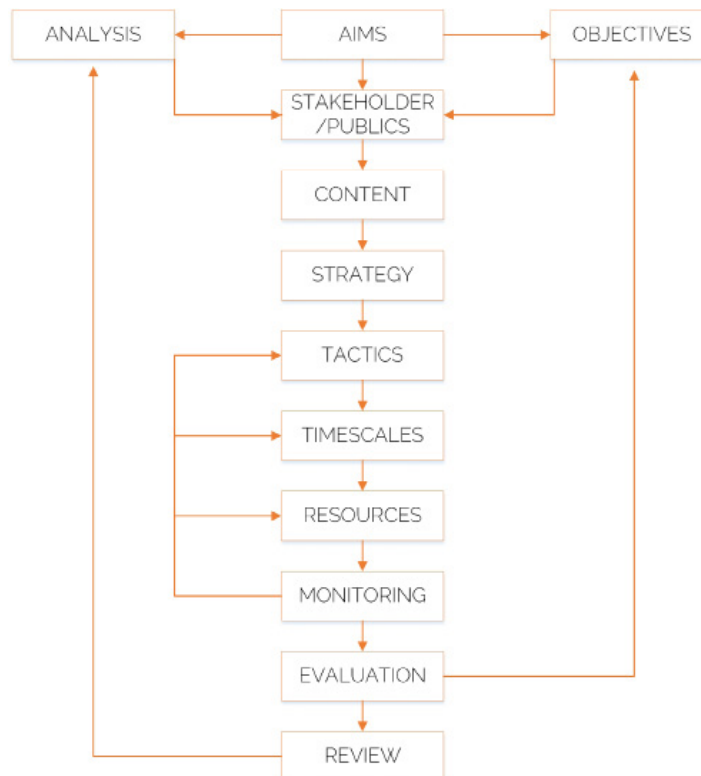 ANALYSIS
AIMS
OBJECTIVES
STAKEHOLDER
/PUBLICS
CONTENT
STRATEGY
TACTICS
TIMESCALES
RESOURCES
MONITORING
EVALUATION
REVIEW